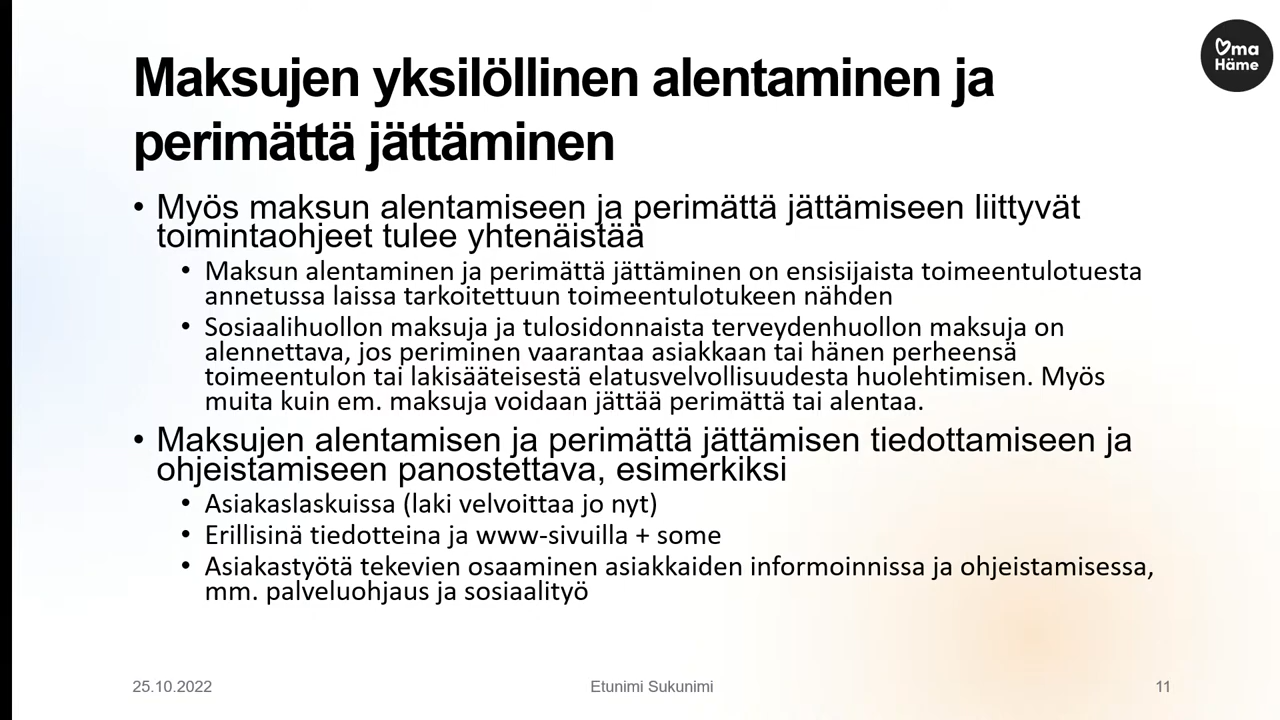 Oma
Häme
Maksujen yksilöllinen alentaminen ja
perimättä jättäminen
• Myös maksun alentamiseen ja perimättä jättämiseen liittyvät
toimintaohjeet tulee yhtenäistää
• Maksun alentaminen ja perimättä jättäminen on ensisijaista toimeentulotuesta
annetussa laissa tarkoitettuun toimeentulotukeen nähden
• Sosiaalihuollon maksuja ja tulosidonnaista terveydenhuollon maksuja on
alennettava, jos periminen vaarantaa asiakkaan tai hänen perheensä
toimeentulon tai lakisääteisestä elatusvelvollisuudesta huolehtimisen. Myös
muita kuin em. maksuja voidaan jättää perimättä tai alentaa.
• Maksujen alentamisen ja perimättä jättämisen tiedottamiseen ja
ohjeistamiseen panostettava, esimerkiksi
• Asiakaslaskuissa (laki velvoittaa jo nyt)
• Erillisinä tiedotteina ja www-sivuilla + some
• Asiakastyötä tekevien osaaminen asiakkaiden informoinnissa ja ohjeistamisessa,
mm. palveluohjaus ja sosiaalityö
25.10.2022
Etunimi Sukunimi
11